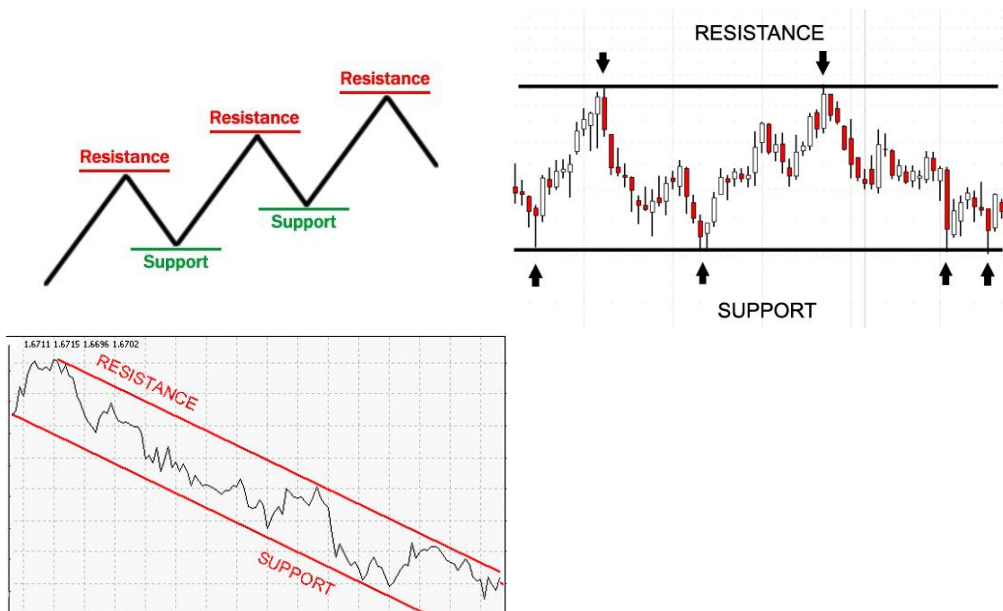 Resistance
Resistance
Resistance
Support
Support
RESISTANCE
SUPPORT
1.6711 1.6715 1.6696 1.6702
RESISTANCE
SUPPORT